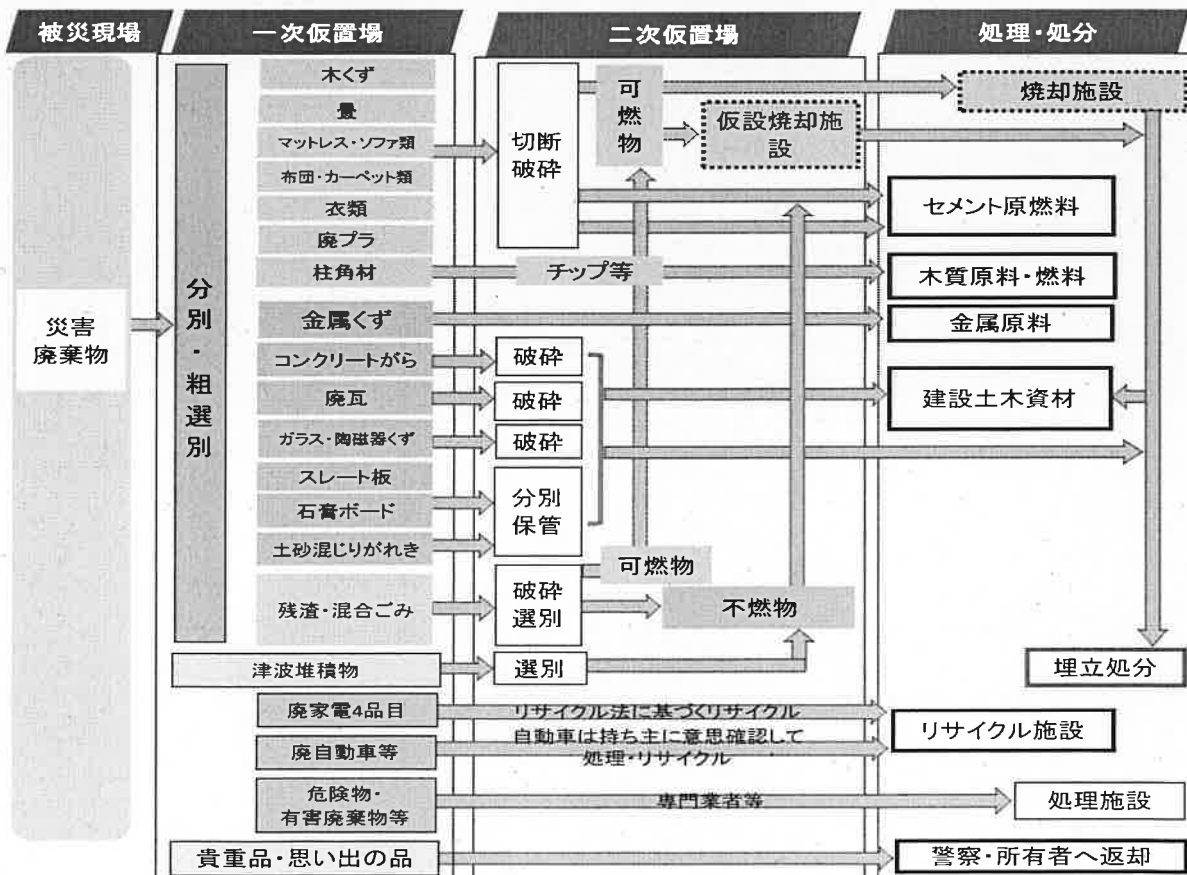 被災現場
一次仮置場
二次仮置場
処理・処分
災害
廃棄物
分別・粗選別
木くず
畳
マットレス・ソファ類
布団・カーペット類
衣類
廃プラ
柱角材
金属くず
コンクリートがら
廃瓦
ガラス・陶磁器くず
スレート板
石膏ボード
土砂混じりがれき
残渣・混合ごみ
津波堆積物
廃家電4品目
廃自動車等
危険物・
有害廃棄物等
貴重品・思い出の品
切断
破砕
可燃物
仮設焼却施
設
チップ等
破砕
破砕
破砕
分別
保管
破砕
選別
可燃物
不燃物
選別
リサイクル法に基づくリサイクル
自動車は持ち主に意思確認して
処理・リサイクル
専門業者等
焼却施設
セメント原燃料
木質原料・燃料
金属原料
建設土木資材
埋立処分
リサイクル施設
処理施設
警察・所有者へ返却